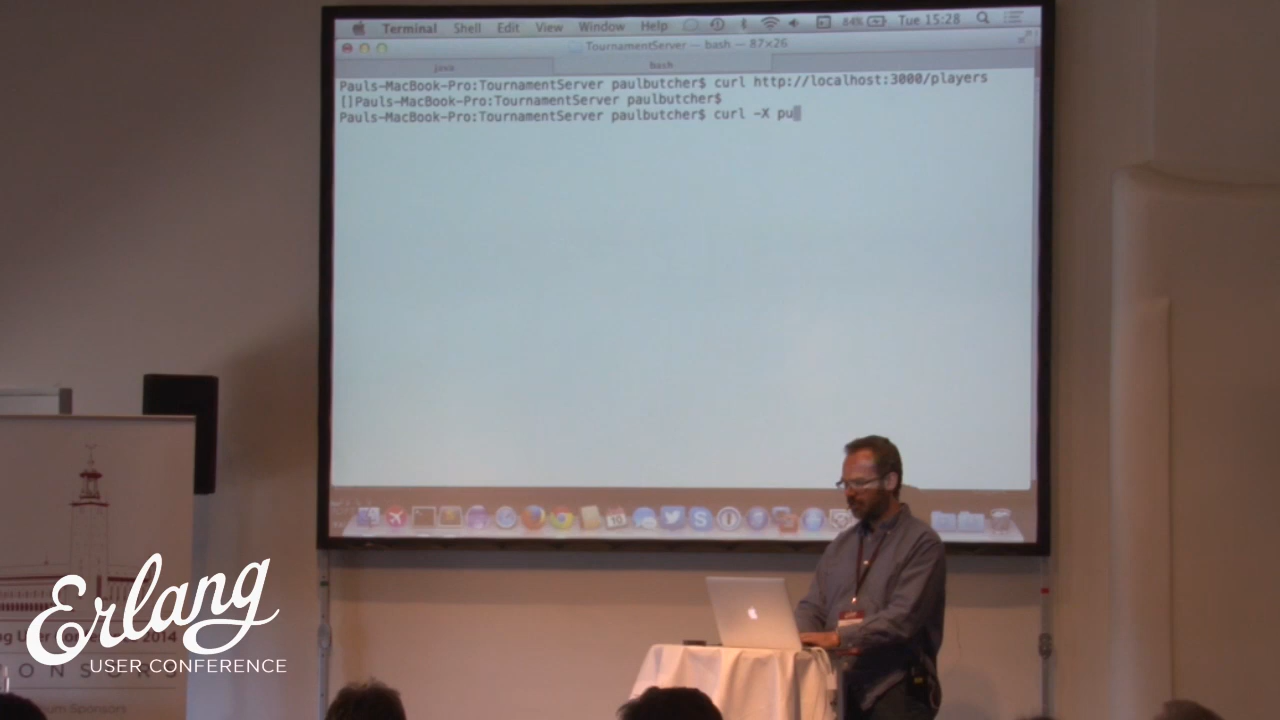 Terminal Shell Edit View Window Help 84% Tue 15:28
TournamentServer — bash — 87×26
java bash
Pauls-MacBook-Pro:TournamentServer paulbutcher$ curl http://localhost:3000/players
[]Pauls-MacBook-Pro:TournamentServer paulbutcher$
Pauls-MacBook-Pro:TournamentServer paulbutcher$ curl -X pu
Erlang
USER CONFERENCE
2014